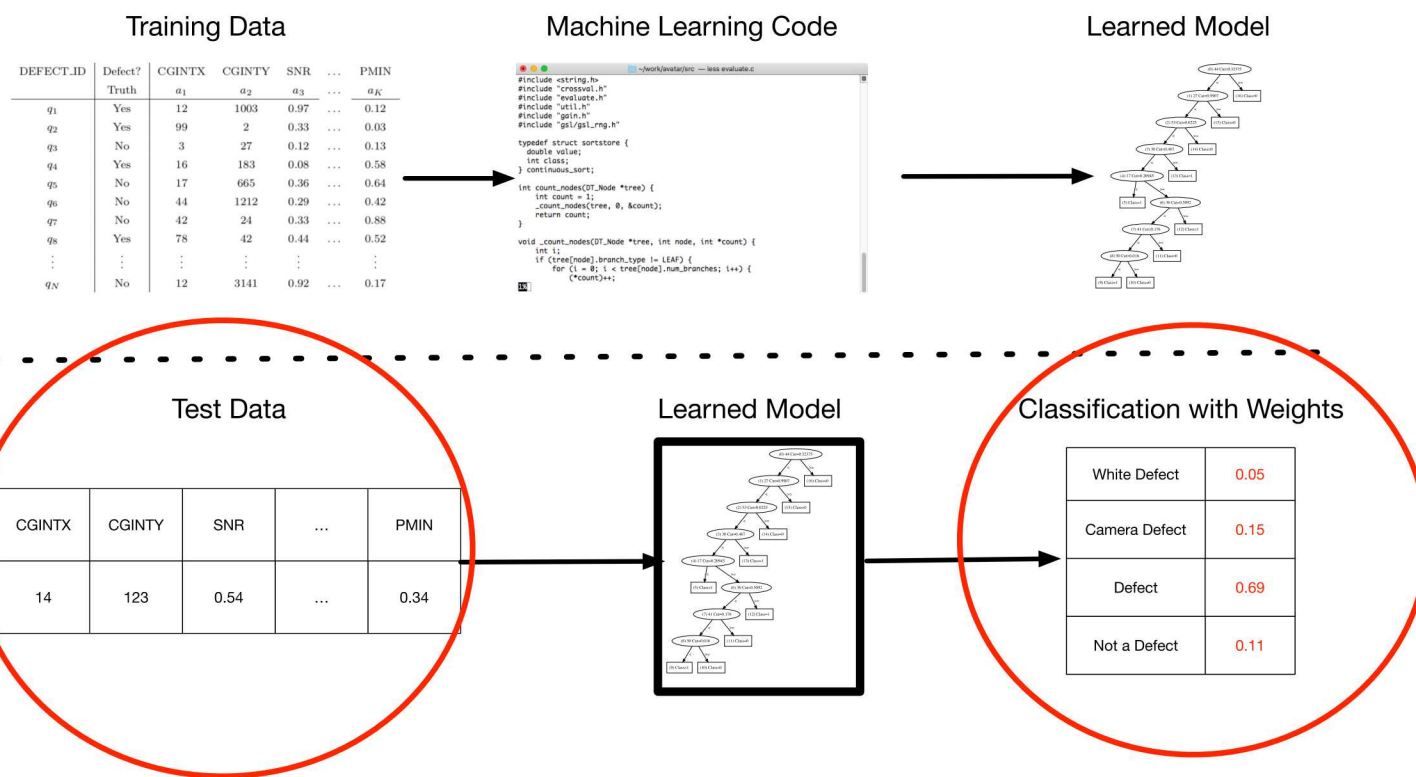 Training Data
Machine Learning Code
Learned Model
DEFECT_ID Defect? CGINTX CGINTY SNR ... PMIN
Truth a1 a2 a3 ... aK
q1 Yes 12 1003 0.97 ... 0.12
q2 Yes 99 2 0.33 ... 0.03
q3 No 3 27 0.12 ... 0.13
q4 Yes 16 183 0.08 ... 0.58
q5 No 17 665 0.36 ... 0.64
q6 No 44 1212 0.29 ... 0.42
q7 No 42 24 0.33 ... 0.88
q8 Yes 78 42 0.44 ... 0.52
⋮ ⋮ ⋮ ⋮ ⋮ ⋮
qN No 12 3141 0.92 ... 0.17
~/work/avatar/src — less evaluate.c
#include <string.h>
#include "crossval.h"
#include "evaluate.h"
#include "util.h"
#include "gain.h"
#include "gsl/gsl_rng.h"
typedef struct sortstore {
double value;
int class;
} continuous_sort;
int count_nodes(DT_Node *tree) {
int count = 1;
_count_nodes(tree, 0, &count);
return count;
}
void _count_nodes(DT_Node *tree, int node, int *count) {
int i;
if (tree[node].branch_type != LEAF) {
for (i = 0; i < tree[node].num_branches; i++) {
(*count)++;
Test Data
Learned Model
Classification with Weights
CGINTX CGINTY SNR ... PMIN
14 123 0.54 ... 0.34
White Defect 0.05
Camera Defect 0.15
Defect 0.69
Not a Defect 0.11